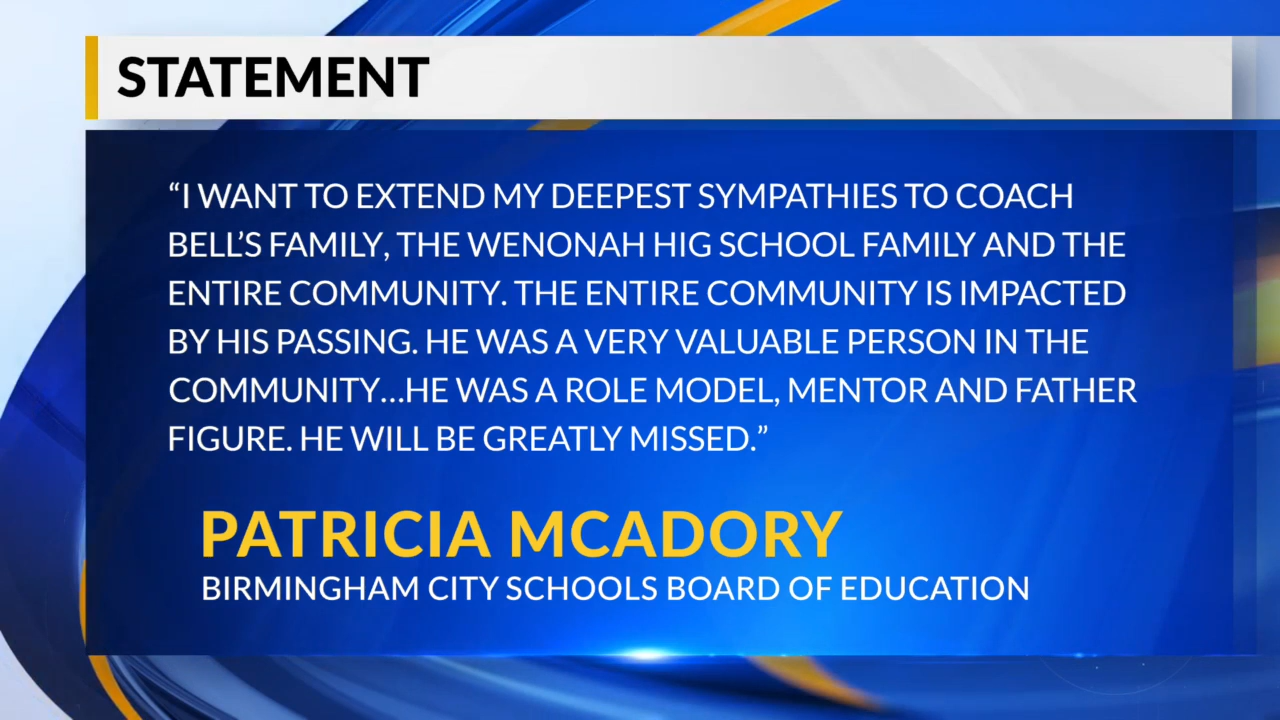 STATEMENT
“I WANT TO EXTEND MY DEEPEST SYMPATHIES TO COACH
BELL’S FAMILY, THE WENONAH HIG SCHOOL FAMILY AND THE
ENTIRE COMMUNITY. THE ENTIRE COMMUNITY IS IMPACTED
BY HIS PASSING. HE WAS A VERY VALUABLE PERSON IN THE
COMMUNITY...HE WAS A ROLE MODEL, MENTOR AND FATHER
FIGURE. HE WILL BE GREATLY MISSED.”
PATRICIA MCADORY
BIRMINGHAM CITY SCHOOLS BOARD OF EDUCATION